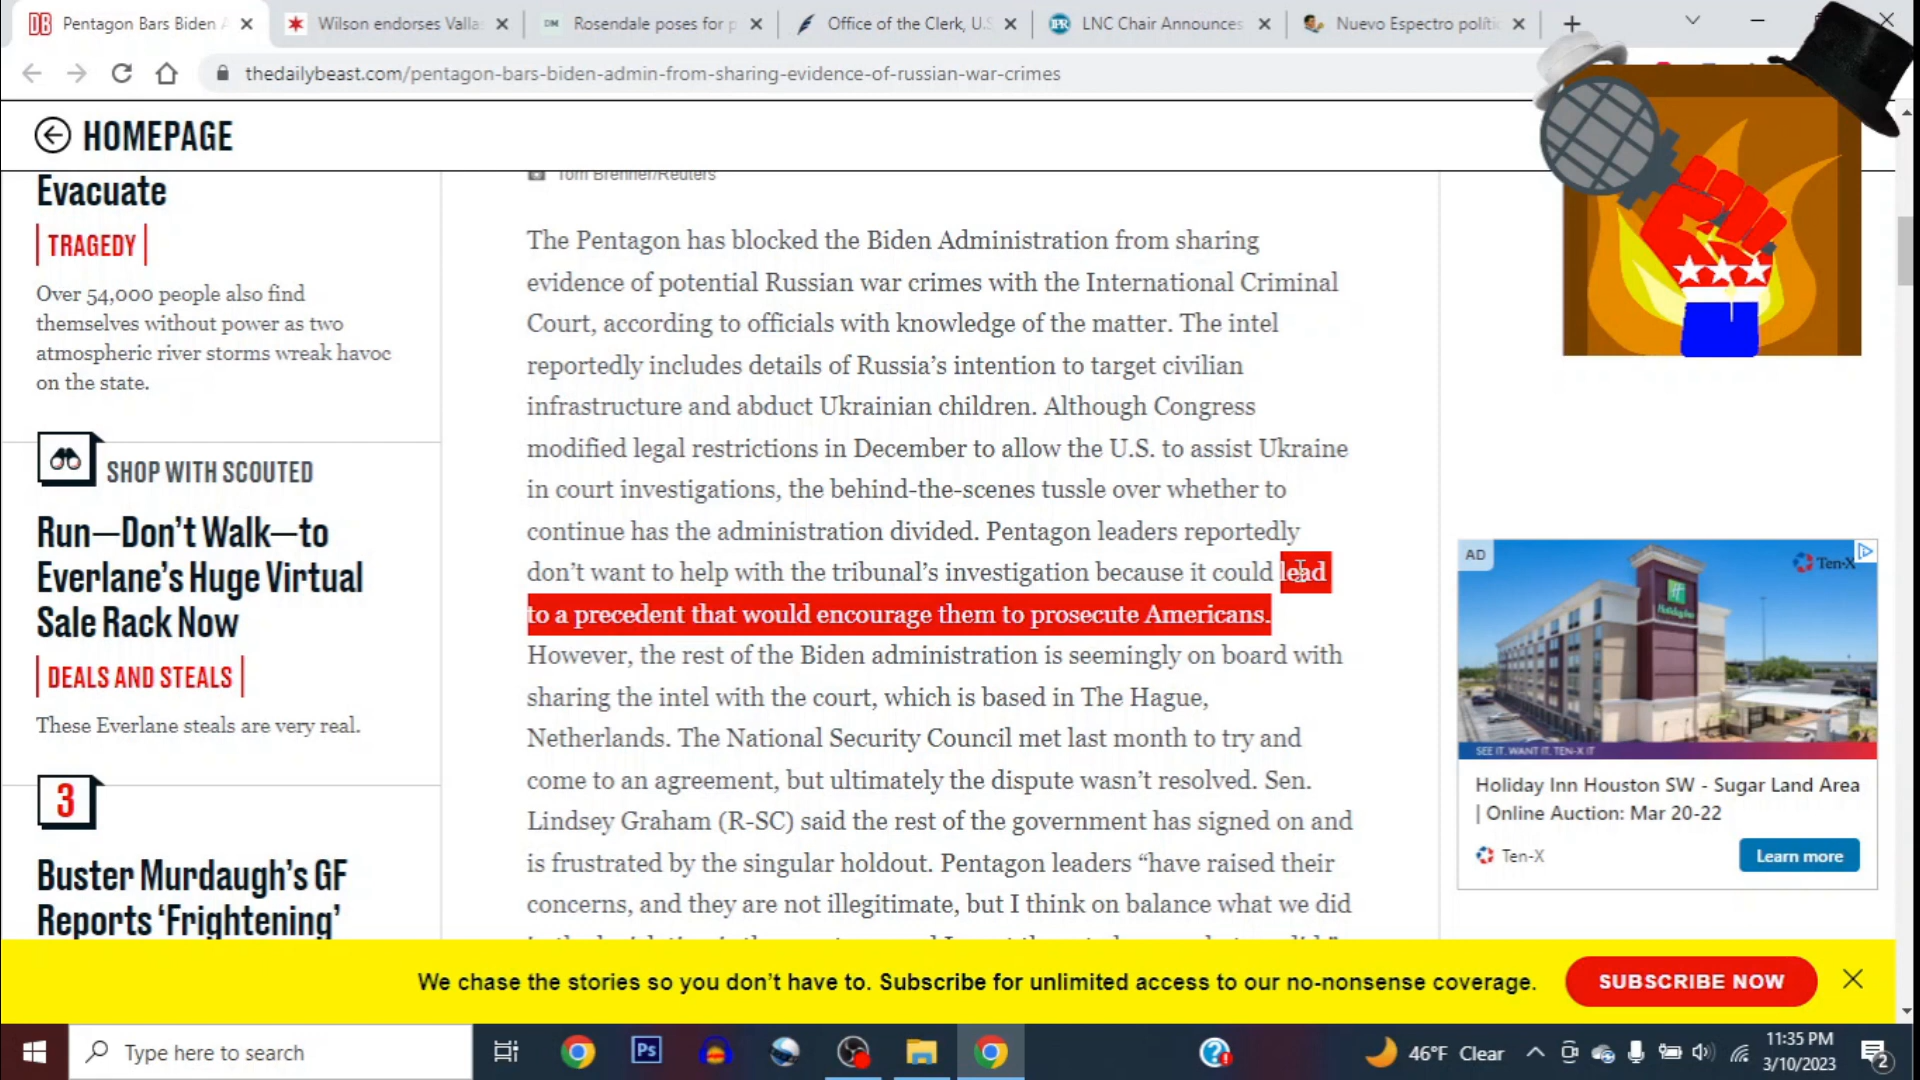 DB Pentagon Bars Biden A
Wilson endorses Valla
DM Rosendale poses for p
Office of the Clerk, U.S
IPR LNC Chair Announces
Nuevo Espectro políti
thedailybeast.com/pentagon-bars-biden-admin-from-sharing-evidence-of-russian-war-crimes
HOMEPAGE
Evacuate
TRAGEDY
Over 54,000 people also find
themselves without power as two
atmospheric river storms wreak havoc
on the state.
SHOP WITH SCOUTED
Run—Don’t Walk—to
Everlane’s Huge Virtual
Sale Rack Now
DEALS AND STEALS
These Everlane steals are very real.
3
Buster Murdaugh’s GF
Reports ‘Frightening’
Tom Brenner/Reuters
The Pentagon has blocked the Biden Administration from sharing
evidence of potential Russian war crimes with the International Criminal
Court, according to officials with knowledge of the matter. The intel
reportedly includes details of Russia’s intention to target civilian
infrastructure and abduct Ukrainian children. Although Congress
modified legal restrictions in December to allow the U.S. to assist Ukraine
in court investigations, the behind-the-scenes tussle over whether to
continue has the administration divided. Pentagon leaders reportedly
don’t want to help with the tribunal’s investigation because it could lead
to a precedent that would encourage them to prosecute Americans.
However, the rest of the Biden administration is seemingly on board with
sharing the intel with the court, which is based in The Hague,
Netherlands. The National Security Council met last month to try and
come to an agreement, but ultimately the dispute wasn’t resolved. Sen.
Lindsey Graham (R-SC) said the rest of the government has signed on and
is frustrated by the singular holdout. Pentagon leaders “have raised their
concerns, and they are not illegitimate, but I think on balance what we did
AD
Ten-X
Holiday Inn
SEE IT. WANT IT. TEN-X IT
Holiday Inn Houston SW - Sugar Land Area
| Online Auction: Mar 20-22
Ten-X
Learn more
We chase the stories so you don’t have to. Subscribe for unlimited access to our no-nonsense coverage.
SUBSCRIBE NOW
Type here to search
Ps
46°F Clear
11:35 PM
3/10/2023
2